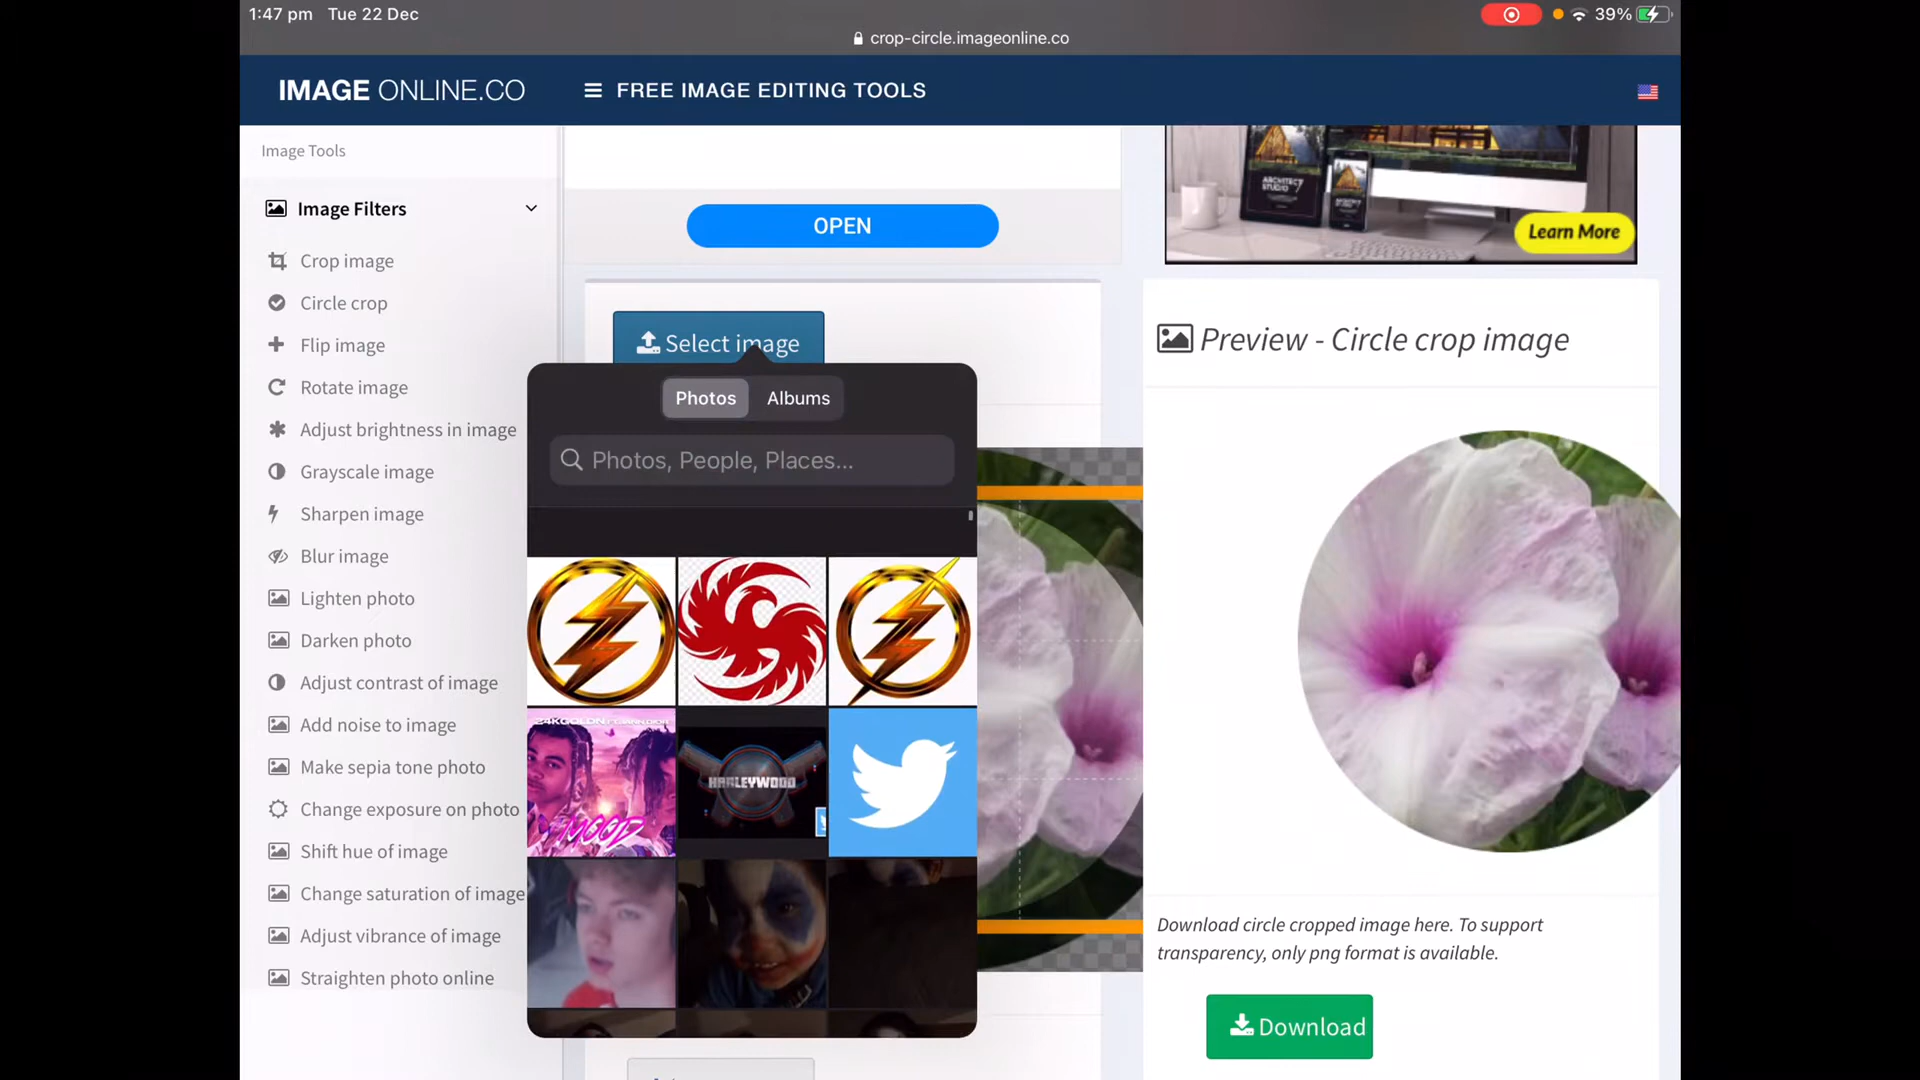 1:47 pm Tue 22 Dec
39%
crop-circle.imageonline.co
IMAGE ONLINE.CO
FREE IMAGE EDITING TOOLS
Image Tools
Image Filters
Crop image
Circle crop
Flip image
Rotate image
Adjust brightness in image
Grayscale image
Sharpen image
Blur image
Lighten photo
Darken photo
Adjust contrast of image
Add noise to image
Make sepia tone photo
Change exposure on photo
Shift hue of image
Change saturation of image
Adjust vibrance of image
Straighten photo online
OPEN
Select image
Photos
Albums
Photos, People, Places...
24KGOLDN
MOOD
HARLEYWOOD
ARCHITECT
STUDIO
Learn More
Preview - Circle crop image
Download circle cropped image here. To support
transparency, only png format is available.
Download